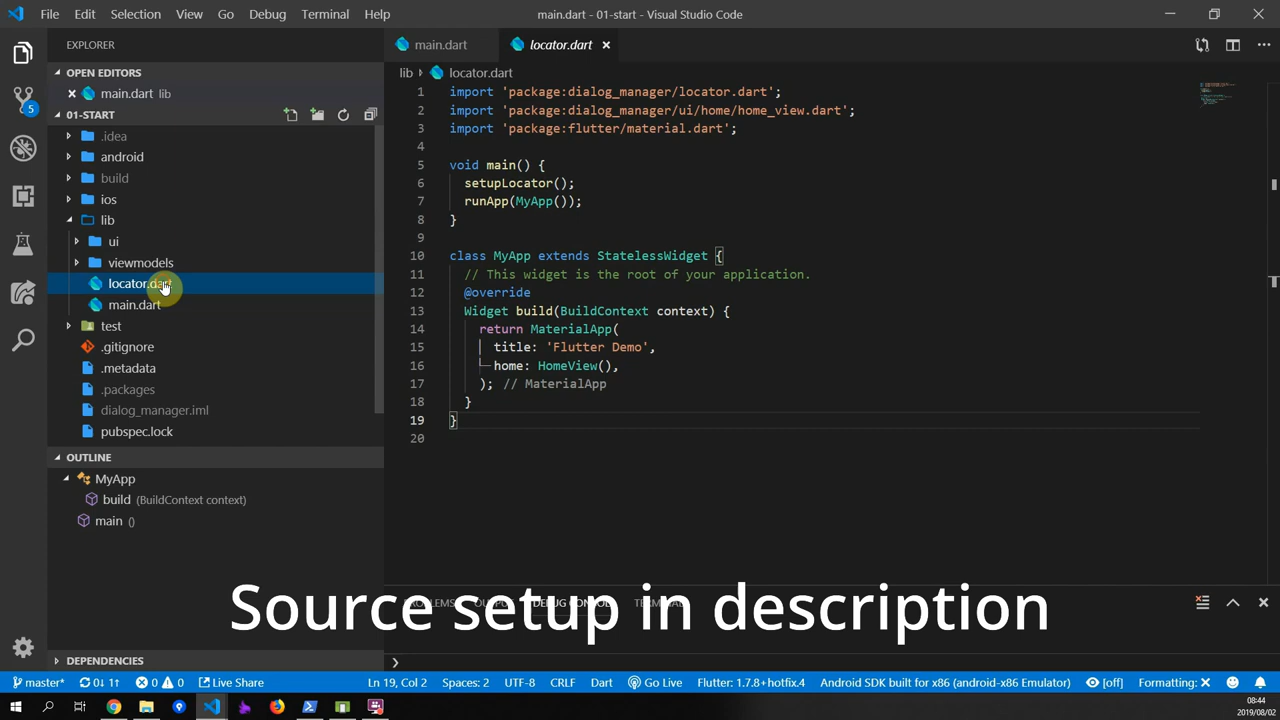 File Edit Selection View Go Debug Terminal Help
main.dart - 01-start - Visual Studio Code
EXPLORER
OPEN EDITORS
main.dart lib
01-START
.idea
android
build
ios
lib
ui
viewmodels
locator.dart
main.dart
test
.gitignore
.metadata
.packages
dialog_manager.iml
pubspec.lock
OUTLINE
MyApp
build (BuildContext context)
main ()
DEPENDENCIES
5
main.dart
locator.dart
lib locator.dart
1 import 'package:dialog_manager/locator.dart';
2 import 'package:dialog_manager/ui/home/home_view.dart';
3 import 'package:flutter/material.dart';
4
5 void main() {
6 setupLocator();
7 runApp(MyApp());
8 }
9
10 class MyApp extends StatelessWidget {
11 // This widget is the root of your application.
12 @override
13 Widget build(BuildContext context) {
14 return MaterialApp(
15 title: 'Flutter Demo',
16 home: HomeView(),
17 ); // MaterialApp
18 }
19 }
20
Source setup in description
master* 0↓ 1↑ 0 0 Live Share Ln 19, Col 2 Spaces: 2 UTF-8 CRLF Dart Go Live Flutter: 1.7.8+hotfix.4 Android SDK built for x86 (android-x86 Emulator) [off] Formatting: ✕
08:44
2019/08/02